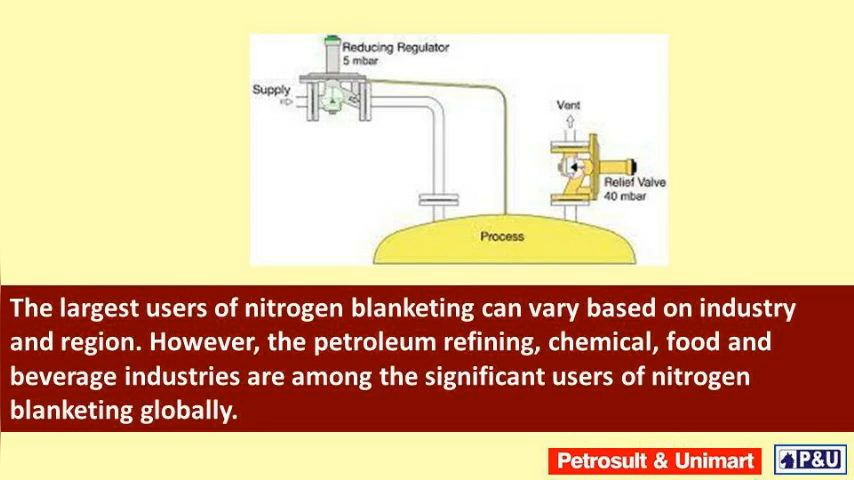 Reducing Regulator
5 mbar
Supply
Vent
Relief Valve
40 mbar
Process
The largest users of nitrogen blanketing can vary based on industry
and region. However, the petroleum refining, chemical, food and
beverage industries are among the significant users of nitrogen
blanketing globally.
Petrosult & Unimart
P&U